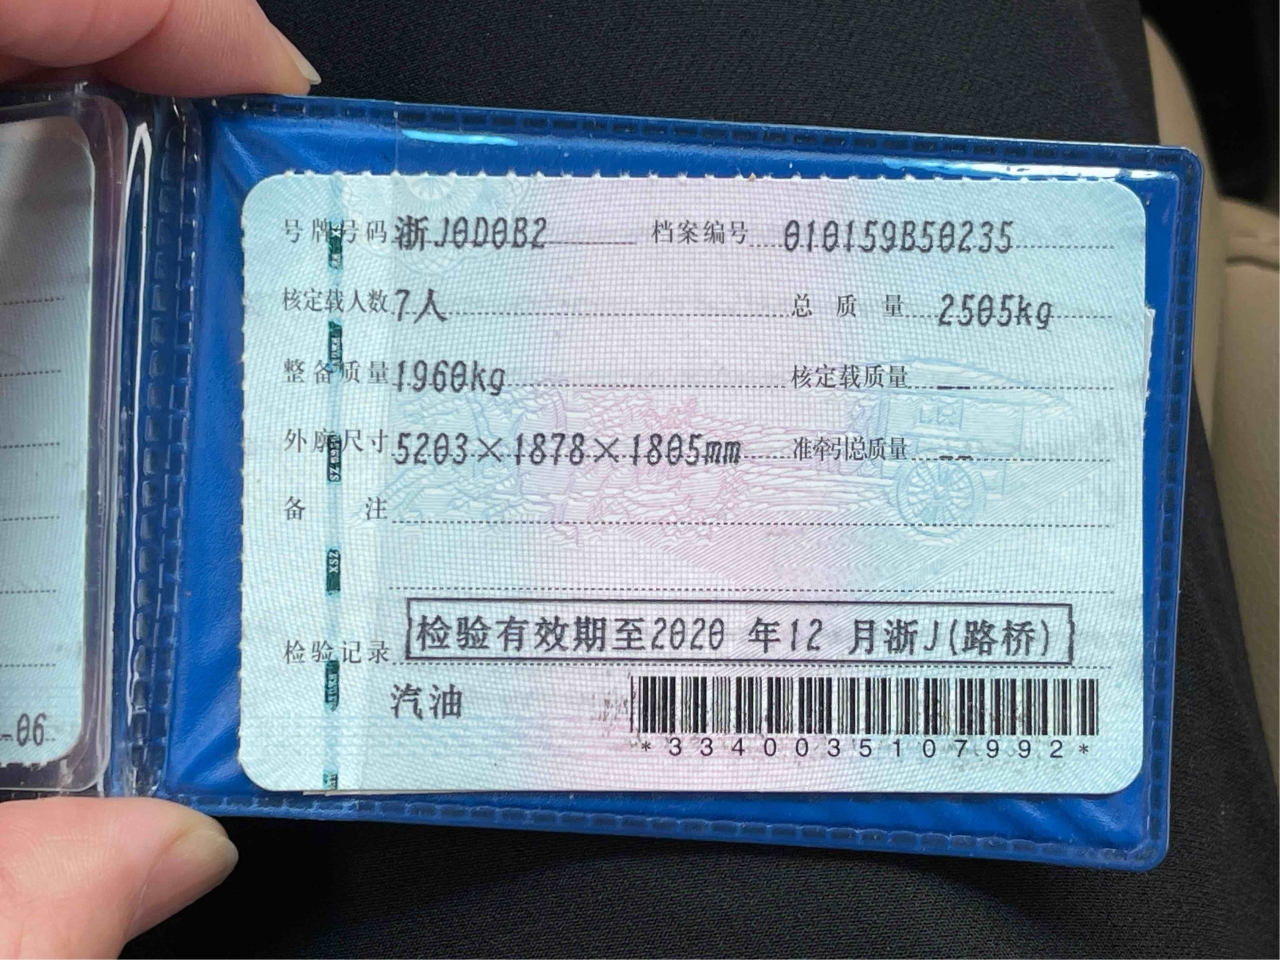 号牌号码 浙J0D0B2 档案编号 010159B50235
核定载人数 7人 总质量 2505kg
整备质量 1960kg 核定载质量 --
外廓尺寸 5203×1878×1805mm 准牵引总质量 --
备注
检验记录 检验有效期至2020 年12 月浙J(路桥)
汽油
*3340035107992*
-06